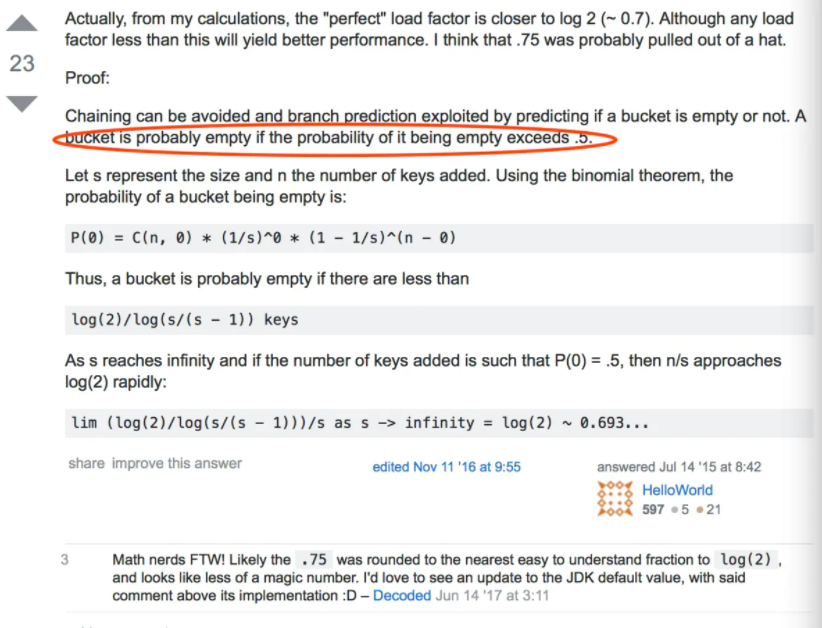 Actually, from my calculations, the "perfect" load factor is closer to log 2 (~ 0.7). Although any load
factor less than this will yield better performance. I think that .75 was probably pulled out of a hat.
23
Proof:
Chaining can be avoided and branch prediction exploited by predicting if a bucket is empty or not. A
bucket is probably empty if the probability of it being empty exceeds .5.
Let s represent the size and n the number of keys added. Using the binomial theorem, the
probability of a bucket being empty is:
P(0) = C(n, 0) * (1/s)^0 * (1 - 1/s)^(n - 0)
Thus, a bucket is probably empty if there are less than
log(2)/log(s/(s - 1)) keys
As s reaches infinity and if the number of keys added is such that P(0) = .5, then n/s approaches
log(2) rapidly:
lim (log(2)/log(s/(s - 1)))/s as s -> infinity = log(2) ~ 0.693...
share improve this answer
edited Nov 11 '16 at 9:55
answered Jul 14 '15 at 8:42
HelloWorld
597 ●5 ●21
3
Math nerds FTW! Likely the .75 was rounded to the nearest easy to understand fraction to log(2) ,
and looks like less of a magic number. I'd love to see an update to the JDK default value, with said
comment above its implementation :D – Decoded Jun 14 '17 at 3:11